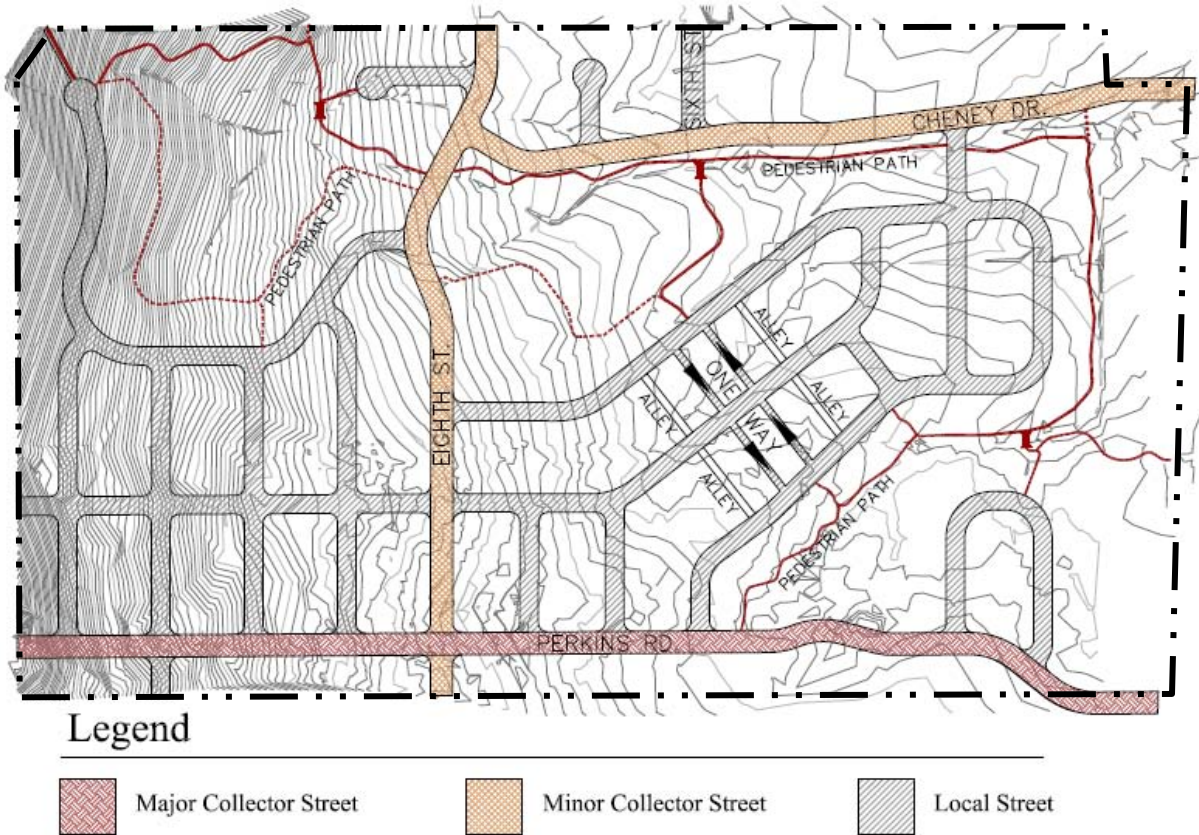 SIXTH ST
CHENEY DR.
PEDESTRIAN PATH
PEDESTRIAN PATH
ALLEY
ONE WAY
ALLEY
ALLEY
EIGHTH ST
ALLEY
PEDESTRIAN PATH
PERKINS RD
Legend
Major Collector Street
Minor Collector Street
Local Street